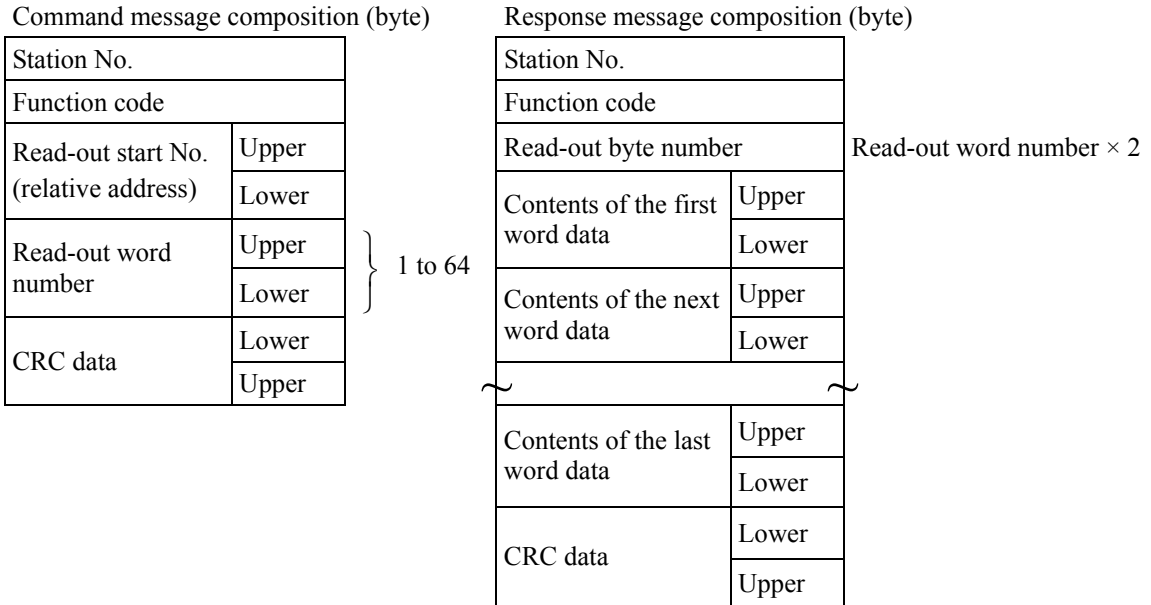 Command message composition (byte)
Station No.
Function code
Read-out start No.
(relative address)
Upper
Lower
Read-out word
number
Upper
Lower
1 to 64
CRC data
Lower
Upper
Response message composition (byte)
Station No.
Function code
Read-out byte number
Read-out word number × 2
Contents of the first
word data
Upper
Lower
Contents of the next
word data
Upper
Lower
Contents of the last
word data
Upper
Lower
CRC data
Lower
Upper